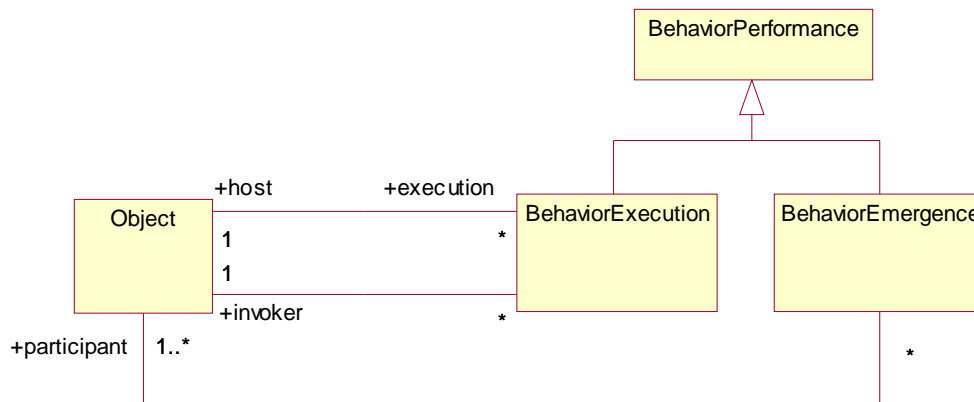 BehaviorPerformance
+host
+execution
Object
BehaviorExecution
BehaviorEmergence
1
*
1
+invoker
*
+participant
1..*
*